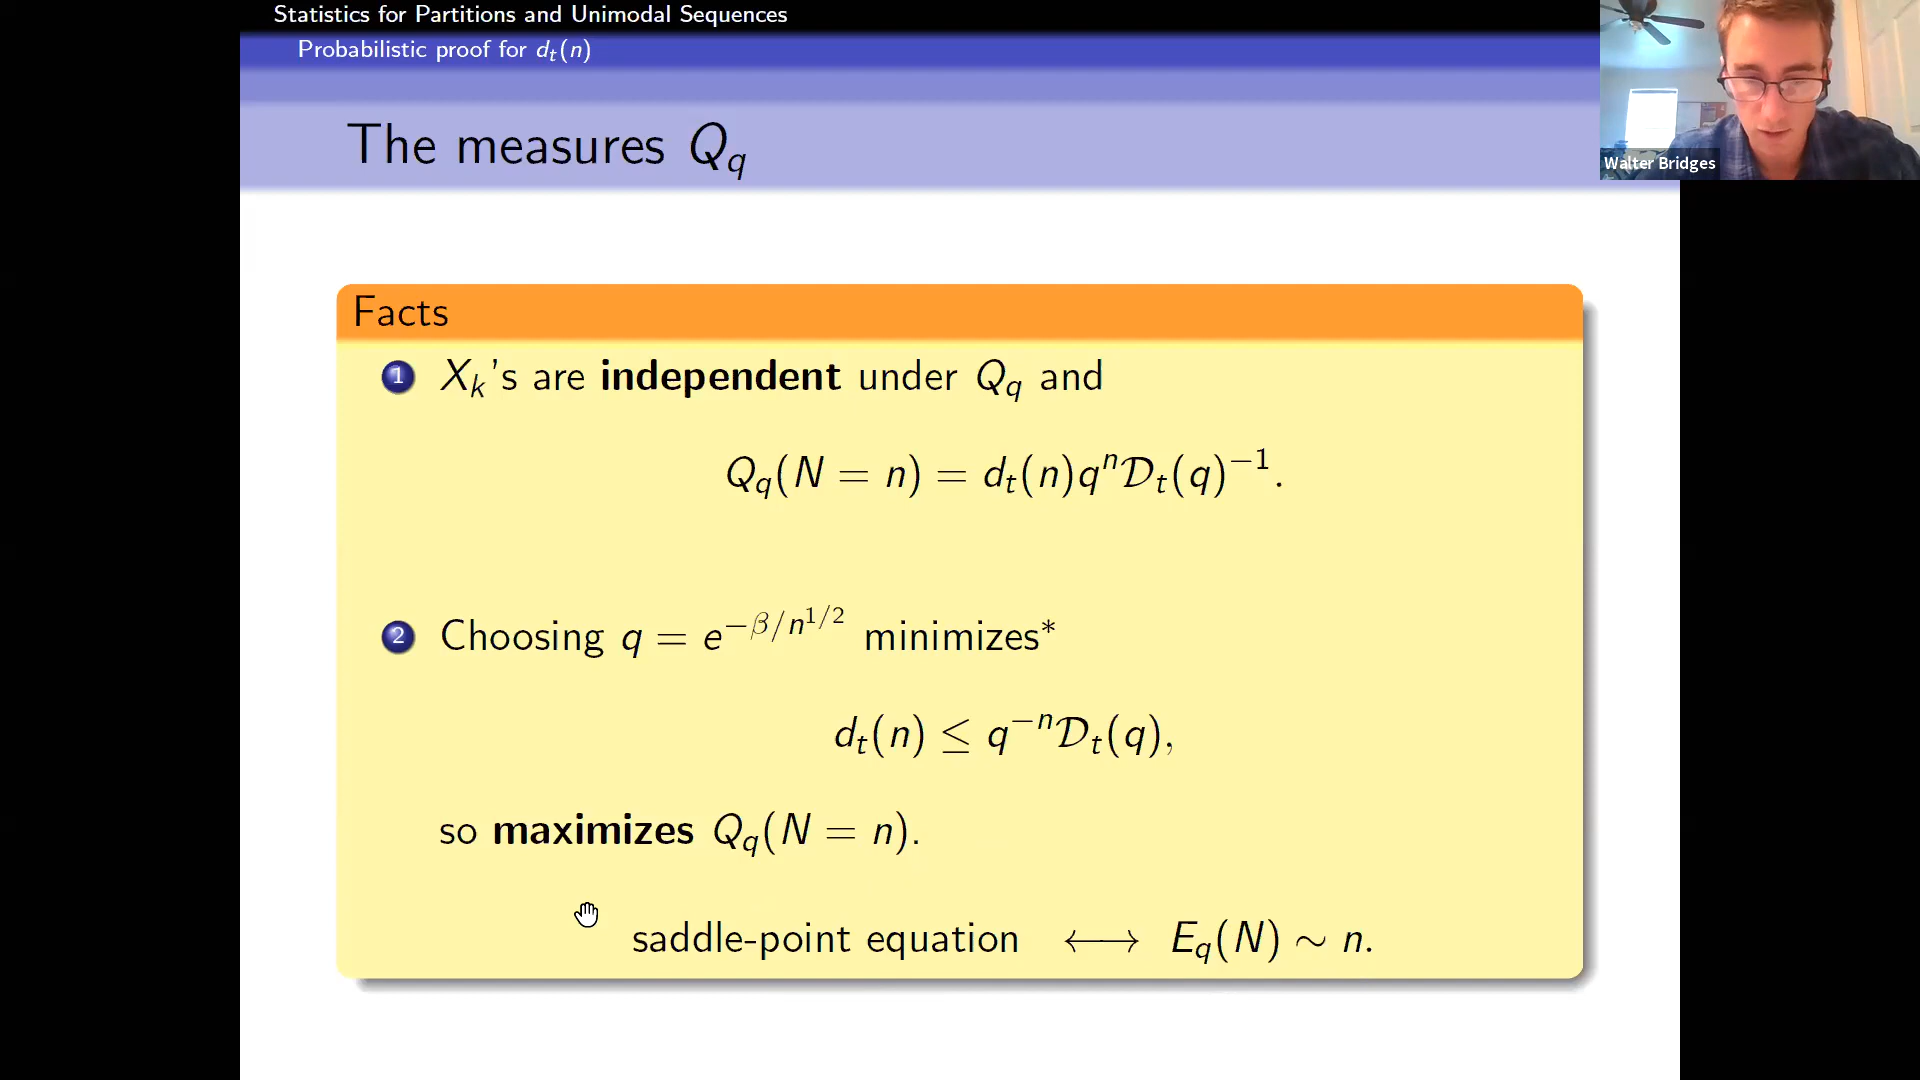 Statistics for Partitions and Unimodal Sequences
Probabilistic proof for d_t(n)
The measures Q_q
Walter Bridges
Facts
1 X_k's are independent under Q_q and
Q_q(N = n) = d_t(n)q^n𝒟_t(q)^{-1}.
2 Choosing q = e^{-β/n^{1/2}} minimizes*
d_t(n) ≤ q^{-n}𝒟_t(q),
so maximizes Q_q(N = n).
saddle-point equation ⟷ E_q(N) ∼ n.